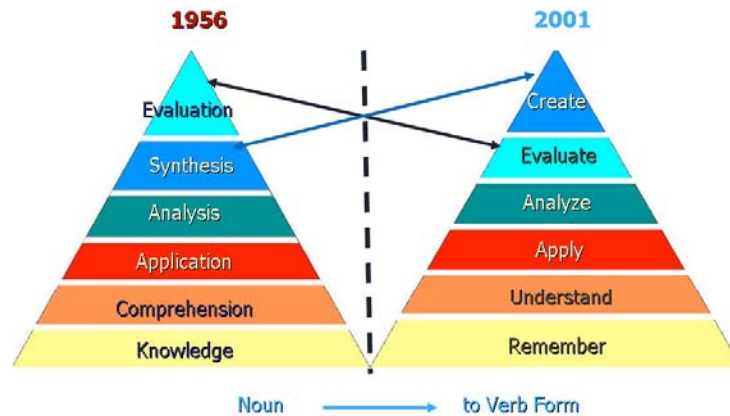 1956
2001
Evaluation
Synthesis
Analysis
Application
Comprehension
Knowledge
Create
Evaluate
Analyze
Apply
Understand
Remember
Noun to Verb Form